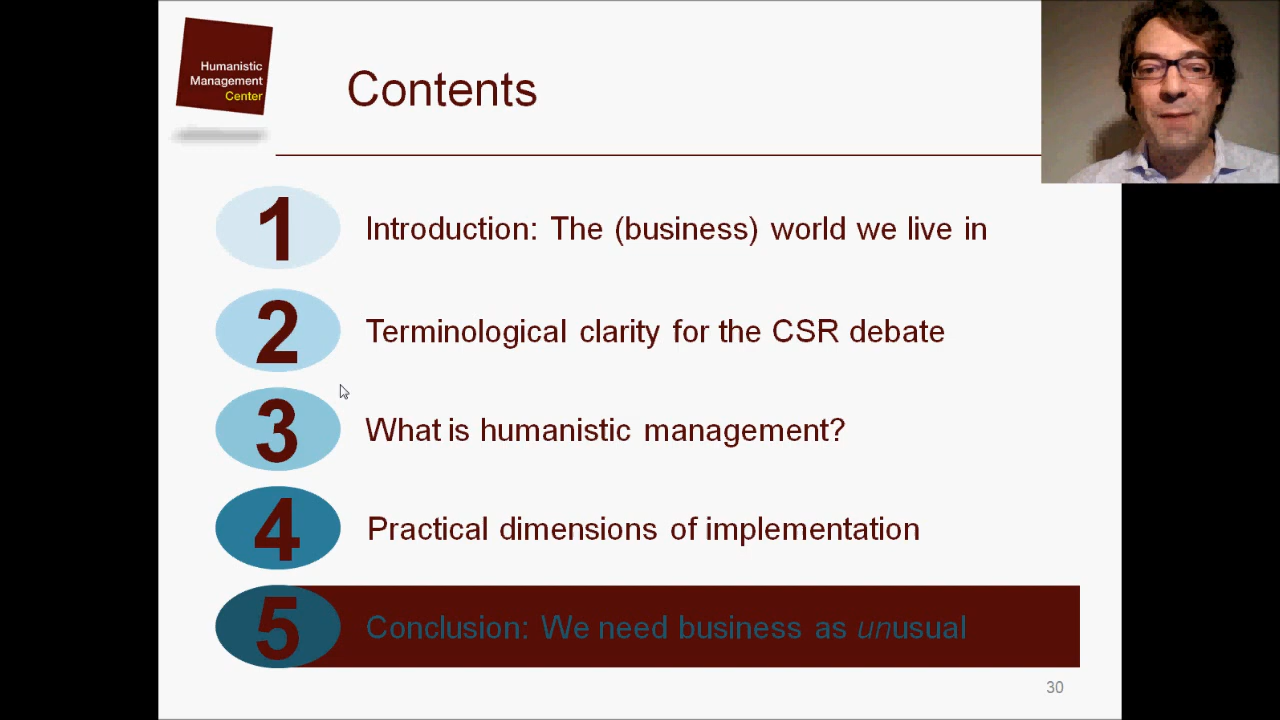 Humanistic
Management
Center
Contents
1 Introduction: The (business) world we live in
2 Terminological clarity for the CSR debate
3 What is humanistic management?
4 Practical dimensions of implementation
5 Conclusion: We need business as unusual
30